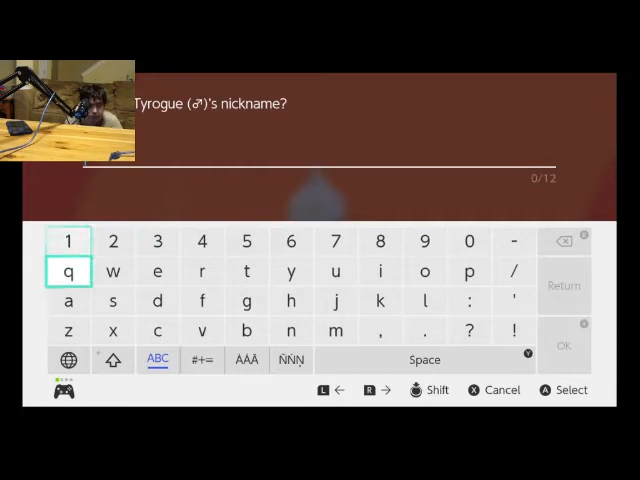 Tyrogue (♂)'s nickname?
0/12
1 2 3 4 5 6 7 8 9 0 -
q w e r t y u i o p /
Return
a s d f g h j k l : '
z x c v b n m , . ? !
OK
ABC #+= ÀÁÂ ÑŃŅ Space Y
L ← R → Shift X Cancel A Select